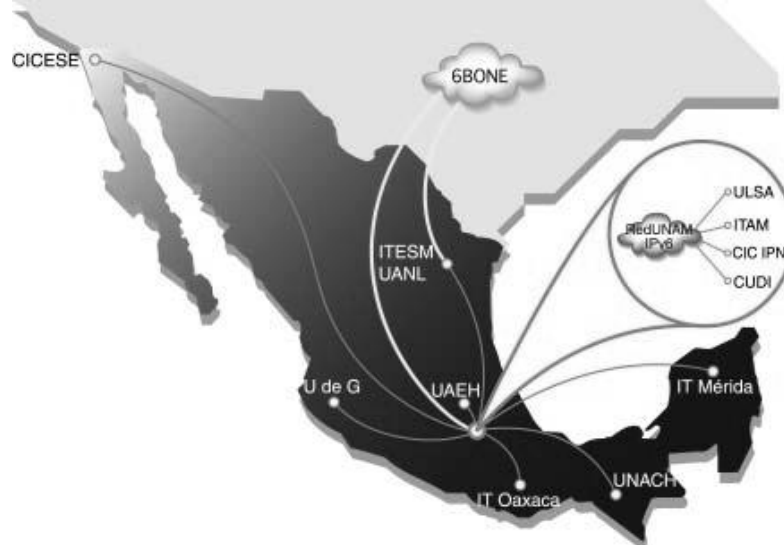 CICESE
6BONE
ULSA
ITAM
RedUNAM
IPv6
CIC IPN
CUDI
ITESM
UANL
U de G
UAEH
IT Mérida
UNACH
IT Oaxaca